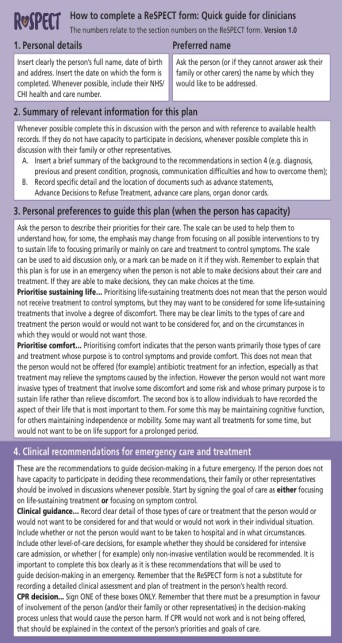 ReSPECT
How to complete a ReSPECT form: Quick guide for clinicians
The numbers relate to the section numbers on the ReSPECT form. Version 1.0
1. Personal details
Insert clearly the person's full name, date of birth
and address. Insert the date on which the form is
completed. Whenever possible, include their NHS/
CHI health and care number.
Preferred name
Ask the person (or if they cannot answer ask their
family or other carers) the name by which they
would like to be addressed.
2. Summary of relevant information for this plan
Whenever possible complete this in discussion with the person and with reference to available health
records. If they do not have capacity to participate in decisions, whenever possible complete this in
discussion with their family or other representatives.
A. Insert a brief summary of the background to the recommendations in section 4 (e.g. diagnosis,
previous and present condition, prognosis, communication difficulties and how to overcome them);
B. Record specific detail and the location of documents such as advance statements,
Advance Decisions to Refuse Treatment, advance care plans, organ donor cards.
3. Personal preferences to guide this plan (when the person has capacity)
Ask the person to describe their priorities for their care. The scale can be used to help them to
understand how, for some, the emphasis may change from focusing on all possible interventions to try
to sustain life to focusing primarily or mainly on care and treatment to control symptoms. The scale
can be used to aid discussion only, or a mark can be made on it if they wish. Remember to explain that
this plan is for use in an emergency when the person is not able to make decisions about their care and
treatment. If they are able to make decisions, they can make choices at the time.
Prioritise sustaining life... Prioritising life-sustaining treatments does not mean that the person would
not receive treatment to control symptoms, but they may want to be considered for some life-sustaining
treatments that involve a degree of discomfort. There may be clear limits to the types of care and
treatment the person would or would not want to be considered for, and on the circumstances in
which they would or would not want those.
Prioritise comfort... Prioritising comfort indicates that the person wants primarily those types of care
and treatment whose purpose is to control symptoms and provide comfort. This does not mean that
the person would not be offered (for example) antibiotic treatment for an infection, especially as that
treatment may relieve the symptoms caused by the infection. However the person would not want more
invasive types of treatment that involve some discomfort and some risk and whose primary purpose is to
sustain life rather than relieve discomfort. The second box is to allow individuals to have recorded the
aspect of their life that is most important to them. For some this may be maintaining cognitive function,
for others maintaining independence or mobility. Some may want all treatments for some time, but
would not want to be on life support for a prolonged period.
4. Clinical recommendations for emergency care and treatment
These are the recommendations to guide decision-making in a future emergency. If the person does not
have capacity to participate in deciding these recommendations, their family or other representatives
should be involved in discussions whenever possible. Start by signing the goal of care as either focusing
on life-sustaining treatment or focusing on symptom control.
Clinical guidance... Record clear detail of those types of care or treatment that the person would or
would not want to be considered for and that would or would not work in their individual situation.
Include whether or not the person would want to be taken to hospital and in what circumstances.
Include other level-of-care decisions, for example whether they should be considered for intensive
care admission, or whether ( for example) only non-invasive ventilation would be recommended. It is
important to complete this box clearly as it is these recommendations that will be used to
guide decision-making in an emergency. Remember that the ReSPECT form is not a substitute for
recording a detailed clinical assessment and plan of treatment in the person's health record.
CPR decision... Sign ONE of these boxes ONLY. Remember that there must be a presumption in favour
of involvement of the person (and/or their family or other representatives) in the decision-making
process unless that would cause the person harm. If CPR would not work and is not being offered,
that should be explained in the context of the person's priorities and goals of care.